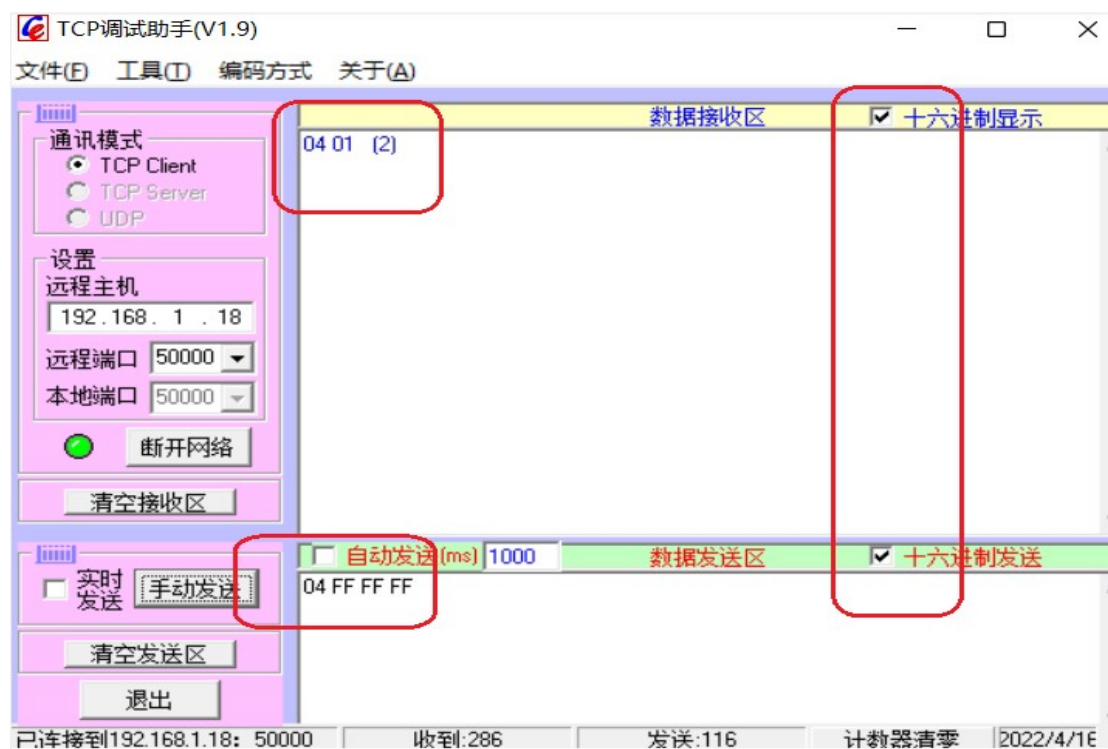 TCP调试助手(V1.9)
文件(F) 工具(T) 编码方式 关于(A)
数据接收区 十六进制显示
04 01 (2)
通讯模式
TCP Client
TCP Server
UDP
设置
远程主机
192.168. 1 . 18
远程端口 50000
本地端口 50000
断开网络
清空接收区
自动发送(ms) 1000 数据发送区 十六进制发送
04 FF FF FF
实时发送 手动发送
清空发送区
退出
已连接到192.168.1.18: 50000 收到:286 发送:116 计数器清零 2022/4/16